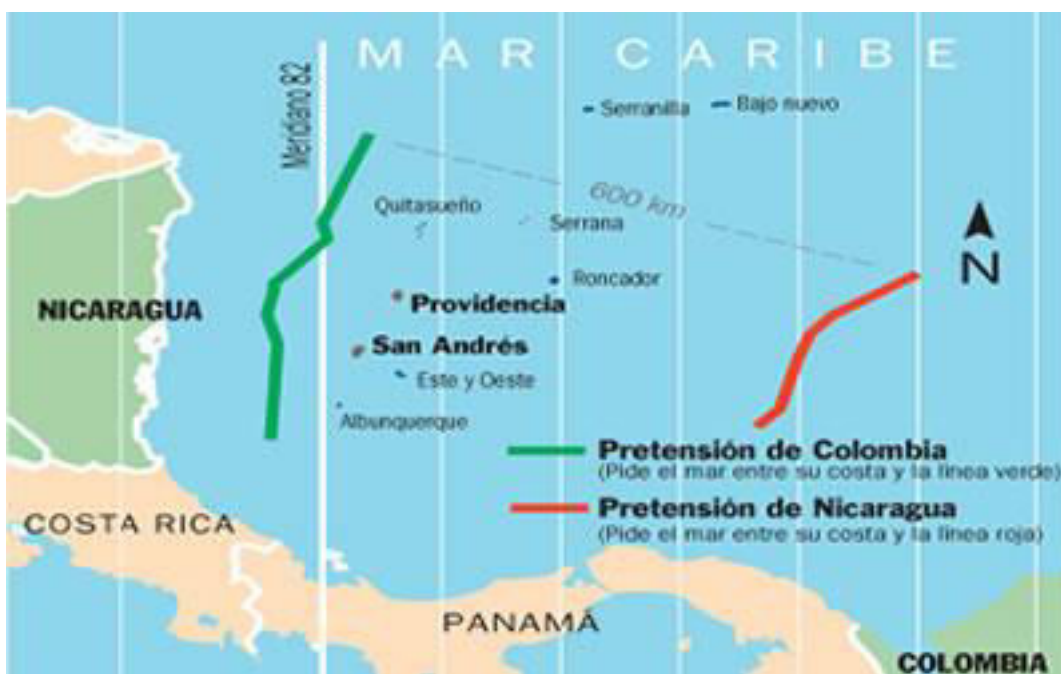 MAR CARIBE
Meridiano 82
Serranilla
Bajo nuevo
600 km
Quitasueño
Serrana
N
Roncador
NICARAGUA
Providencia
San Andrés
Este y Oeste
Albunquerque
Pretensión de Colombia
(Pide el mar entre su costa y la línea verde)
Pretensión de Nicaragua
(Pide el mar entre su costa y la línea roja)
COSTA RICA
PANAMÁ
COLOMBIA